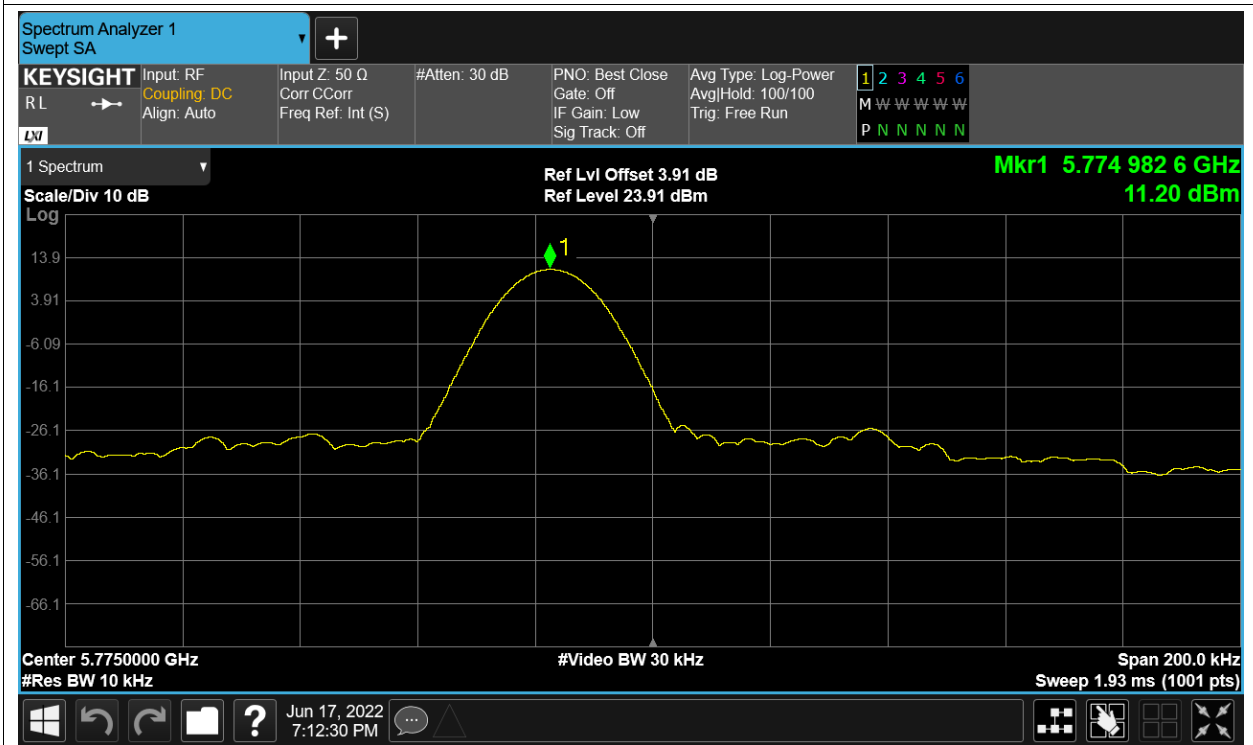 Spectrum Analyzer 1
Swept SA
KEYSIGHT
R L
LXI
Input: RF
Coupling: DC
Align: Auto
Input Z: 50 Ω
Corr CCorr
Freq Ref: Int (S)
#Atten: 30 dB
PNO: Best Close
Gate: Off
IF Gain: Low
Sig Track: Off
Avg Type: Log-Power
Avg|Hold: 100/100
Trig: Free Run
1 2 3 4 5 6
M W W W W W
P N N N N N
1 Spectrum
Scale/Div 10 dB
Log
Ref Lvl Offset 3.91 dB
Ref Level 23.91 dBm
Mkr1 5.774 982 6 GHz
11.20 dBm
1
13.9
3.91
-6.09
-16.1
-26.1
-36.1
-46.1
-56.1
-66.1
Center 5.7750000 GHz
#Video BW 30 kHz
Span 200.0 kHz
#Res BW 10 kHz
Sweep 1.93 ms (1001 pts)
?
Jun 17, 2022
7:12:30 PM